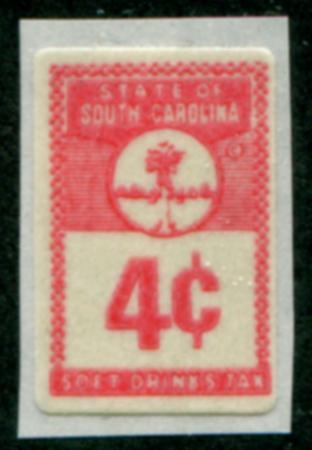 STATE OF
SOUTH CAROLINA
4¢
SOFT DRINKS TAX